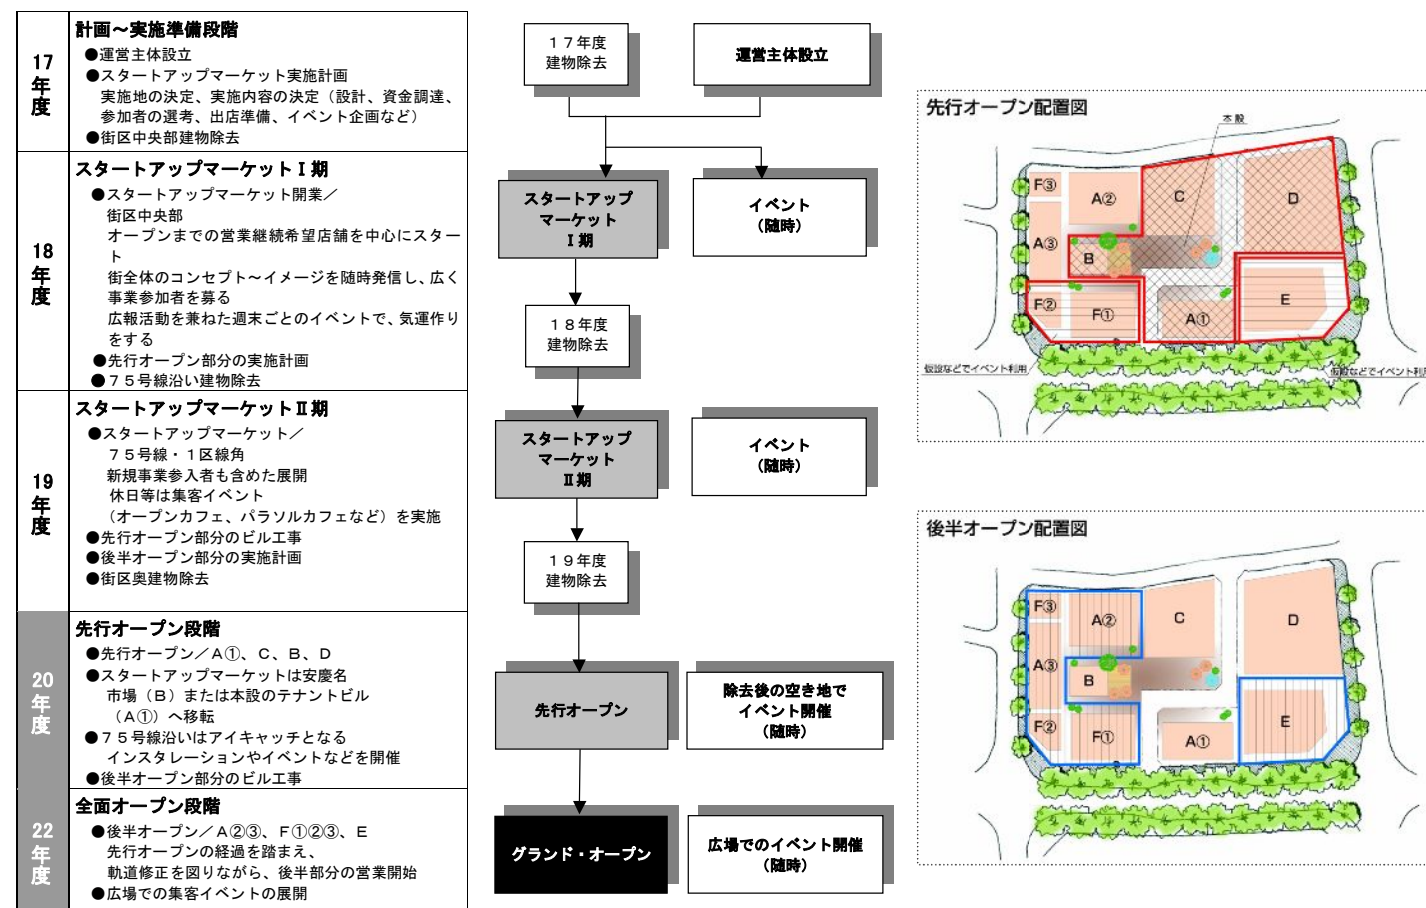 17
年
度
計画～実施準備段階
●運営主体設立
●スタートアップマーケット実施計画
実施地の決定、実施内容の決定（設計、資金調達、
参加者の選考、出店準備、イベント企画など）
●街区中央部建物除去
18
年
度
スタートアップマーケットⅠ期
●スタートアップマーケット開業／
街区中央部
オープンまでの営業継続希望店舗を中心にスター
ト
街全体のコンセプト～イメージを随時発信し、広く
事業参加者を募る
広報活動を兼ねた週末ごとのイベントで、気運作り
をする
●先行オープン部分の実施計画
●７５号線沿い建物除去
19
年
度
スタートアップマーケットⅡ期
●スタートアップマーケット／
７５号線・１区線角
新規事業参入者も含めた展開
休日等は集客イベント
（オープンカフェ、パラソルカフェなど）を実施
●先行オープン部分のビル工事
●後半オープン部分の実施計画
●街区奥建物除去
20
年
度
先行オープン段階
●先行オープン／Ａ①、Ｃ、Ｂ、Ｄ
●スタートアップマーケットは安慶名
市場（Ｂ）または本設のテナントビル
（Ａ①）へ移転
●７５号線沿いはアイキャッチとなる
インスタレーションやイベントなどを開催
●後半オープン部分のビル工事
22
年
度
全面オープン段階
●後半オープン／Ａ②③、Ｆ①②③、Ｅ
先行オープンの経過を踏まえ、
軌道修正を図りながら、後半部分の営業開始
●広場での集客イベントの展開
１７年度
建物除去
運営主体設立
スタートアップ
マーケット
Ⅰ期
イベント
（随時）
１８年度
建物除去
スタートアップ
マーケット
Ⅱ期
イベント
（随時）
１９年度
建物除去
先行オープン
除去後の空き地で
イベント開催
（随時）
グランド・オープン
広場でのイベント開催
（随時）
先行オープン配置図
本設
F③
A②
C
D
A③
B
F②
F①
A①
E
仮設などでイベント利用
仮設などでイベント利用
後半オープン配置図
F③
A②
C
D
A③
B
F②
F①
A①
E